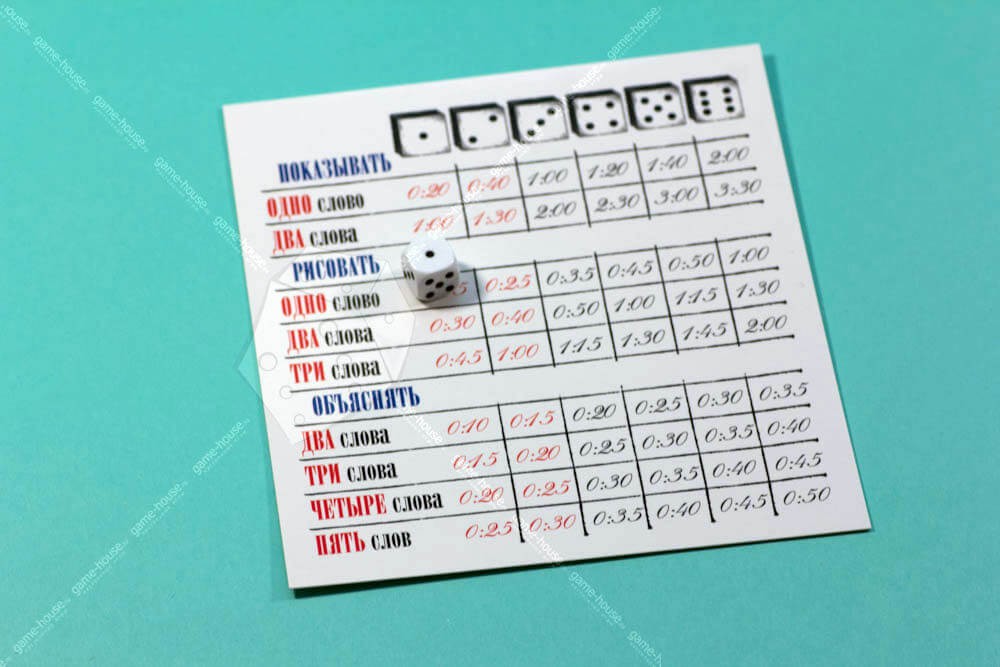 ПОКАЗЫВАТЬ
ОДНО слово 0:20 0:40 1:00 1:20 1:40 2:00
ДВА слова 1:00 1:30 2:00 2:30 3:00 3:30
РИСОВАТЬ
ОДНО слово 0:25 0:35 0:45 0:50 1:00
ДВА слова 0:30 0:40 0:50 1:00 1:15 1:30
ТРИ слова 0:45 1:00 1:15 1:30 1:45 2:00
ОБЪЯСНЯТЬ
ДВА слова 0:10 0:15 0:20 0:25 0:30 0:35
ТРИ слова 0:15 0:20 0:25 0:30 0:35 0:40
ЧЕТЫРЕ слова 0:20 0:25 0:30 0:35 0:40 0:45
ПЯТЬ слов 0:25 0:30 0:35 0:40 0:45 0:50
game-house